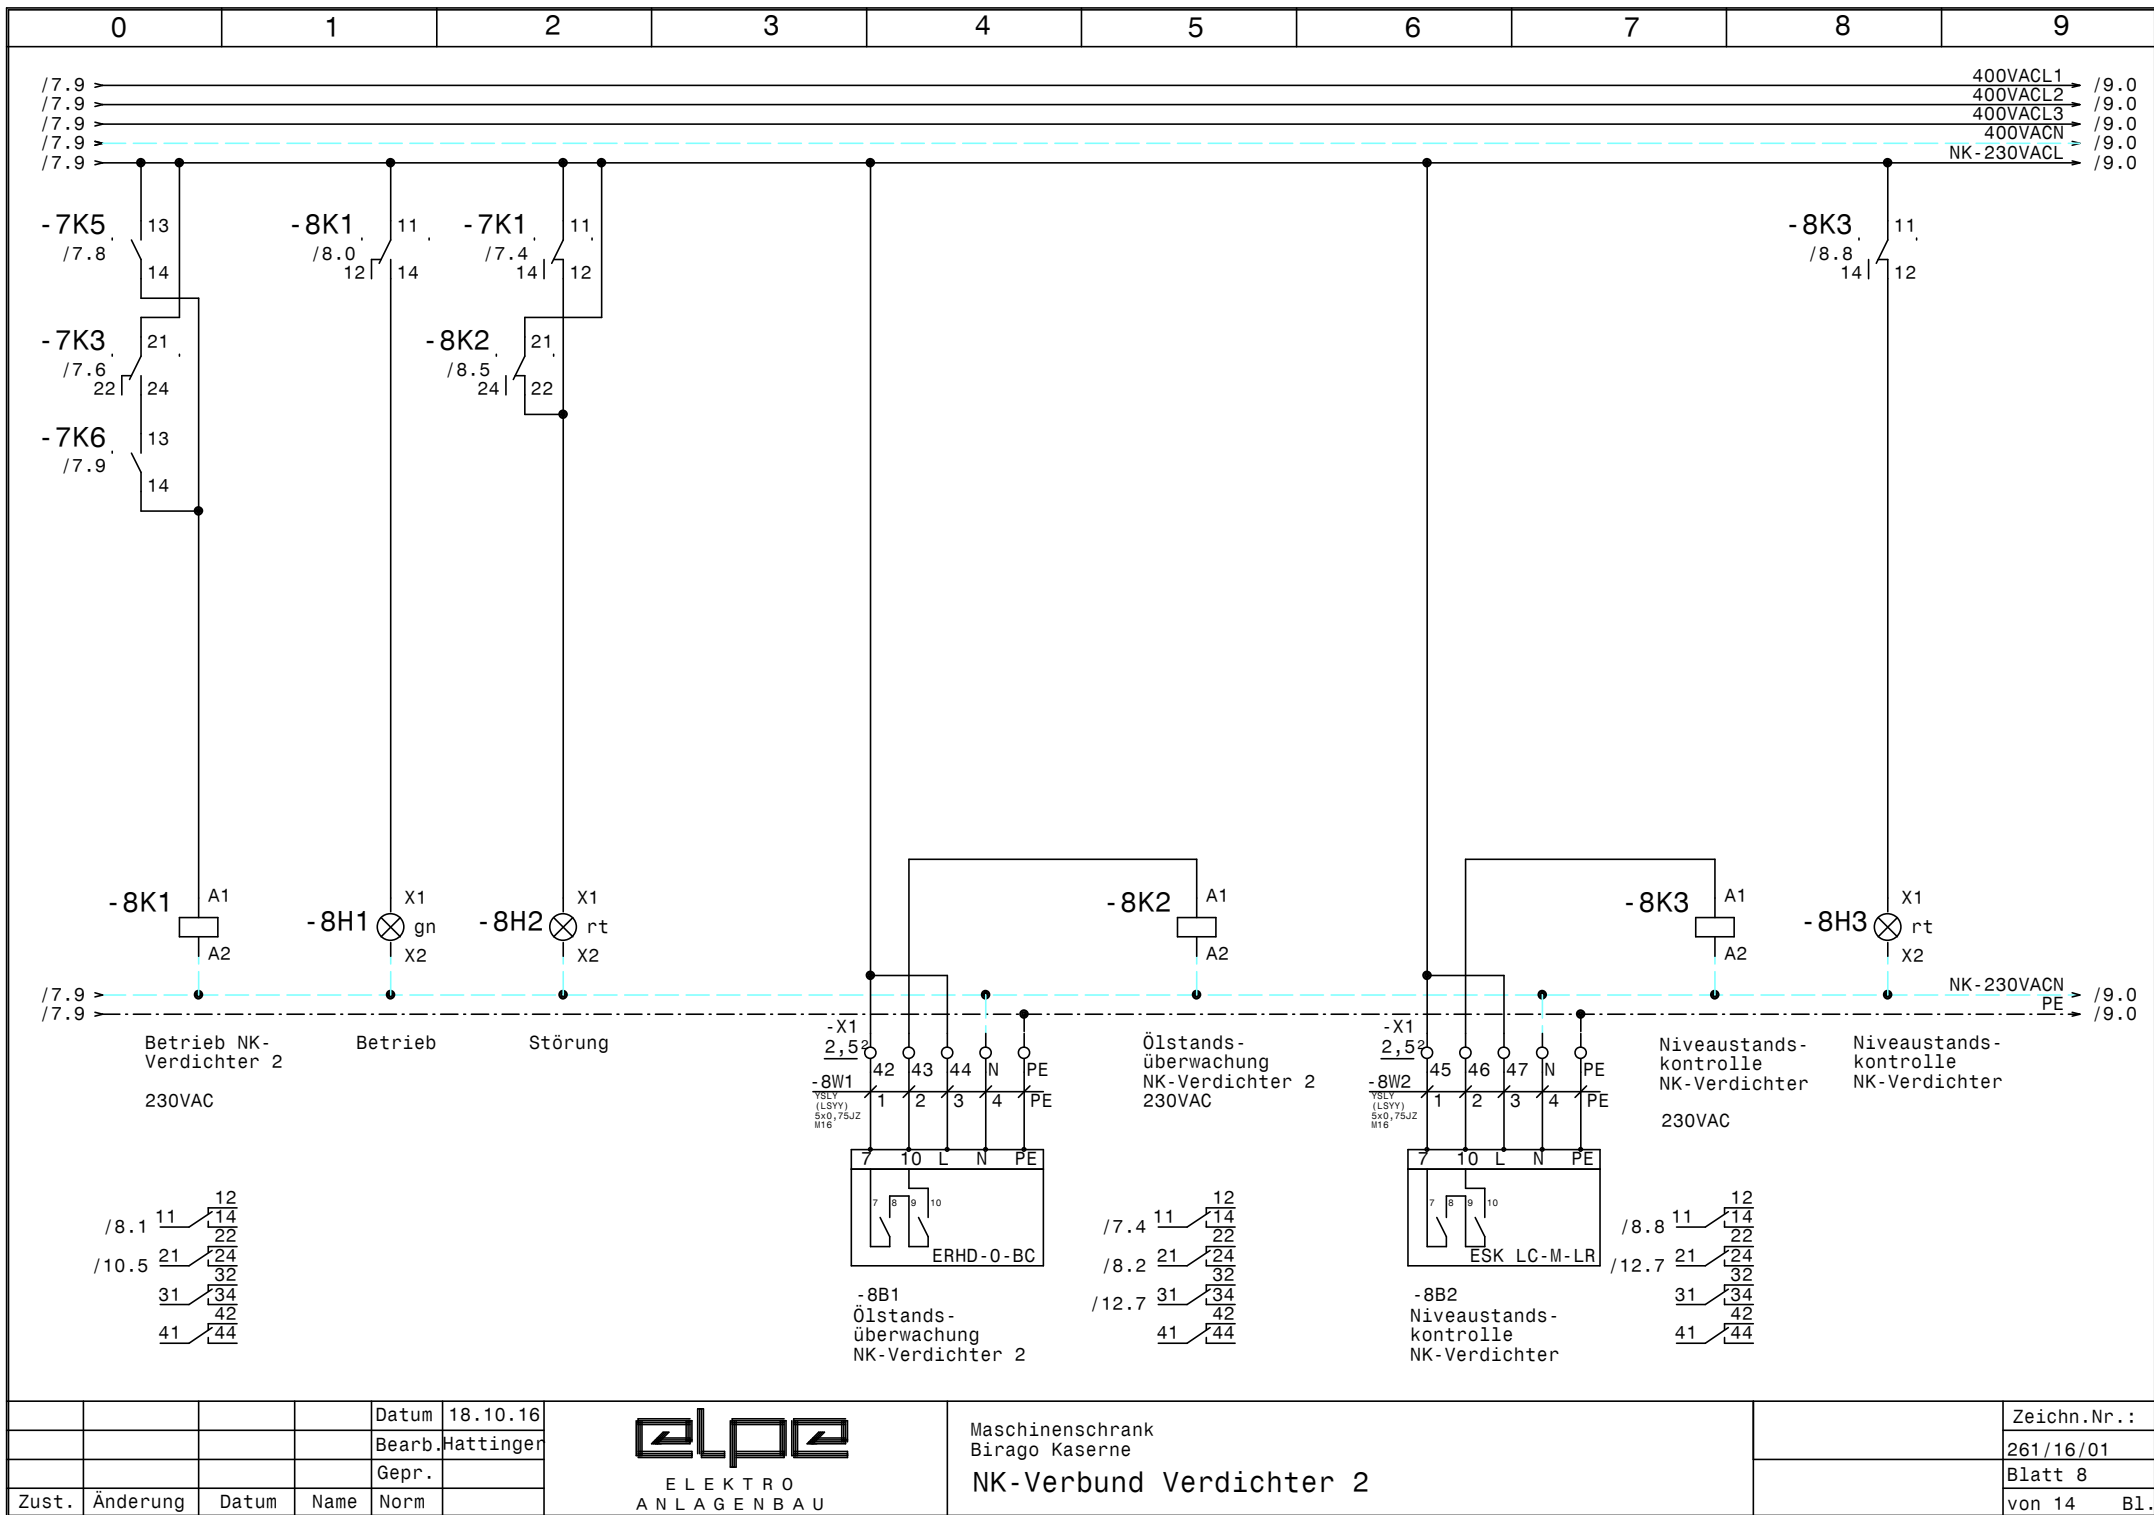 0 1 2 3 4 5 6 7 8 9
/7.9 400VACL1 /9.0
/7.9 400VACL2 /9.0
/7.9 400VACL3 /9.0
/7.9 400VACN /9.0
/7.9 NK-230VACL /9.0
-7K5 13
/7.8
14
-8K1 11
/8.0
12 14
-7K1 11
/7.4
14 12
-8K3 11
/8.8
14 12
-7K3 21
/7.6
22 24
-8K2 21
/8.5
24 22
-7K6 13
/7.9
14
-8K1 A1
A2
-8H1 X1
gn
X2
-8H2 X1
rt
X2
-8K2 A1
A2
-8K3 A1
A2
-8H3 X1
rt
X2
/7.9 NK-230VACN /9.0
/7.9 PE /9.0
Betrieb NK-
Verdichter 2
230VAC
Betrieb
Störung
-X1
2,5²
42 43 44 N PE
-8W1
YSLY
(LSYY)
5x0,75JZ
M16
1 2 3 4 PE
7 10 L N PE
7 8 9 10
ERHD-O-BC
-8B1
Ölstands-
überwachung
NK-Verdichter 2
Ölstands-
überwachung
NK-Verdichter 2
230VAC
-X1
2,5²
45 46 47 N PE
-8W2
YSLY
(LSYY)
5x0,75JZ
M16
1 2 3 4 PE
7 10 L N PE
7 8 9 10
ESK LC-M-LR
-8B2
Niveaustands-
kontrolle
NK-Verdichter
Niveaustands-
kontrolle
NK-Verdichter
230VAC
Niveaustands-
kontrolle
NK-Verdichter
12
/8.1 11 14
22
/10.5 21 24
32
31 34
42
41 44
12
/7.4 11 14
22
/8.2 21 24
32
/12.7 31 34
42
41 44
12
/8.8 11 14
22
/12.7 21 24
32
31 34
42
41 44
Datum 18.10.16
Bearb. Hattinger
Gepr.
Zust. Änderung Datum Name Norm
elpe
ELEKTRO
ANLAGENBAU
Maschinenschrank
Birago Kaserne
NK-Verbund Verdichter 2
Zeichn.Nr.:
261/16/01
Blatt 8
von 14 Bl.